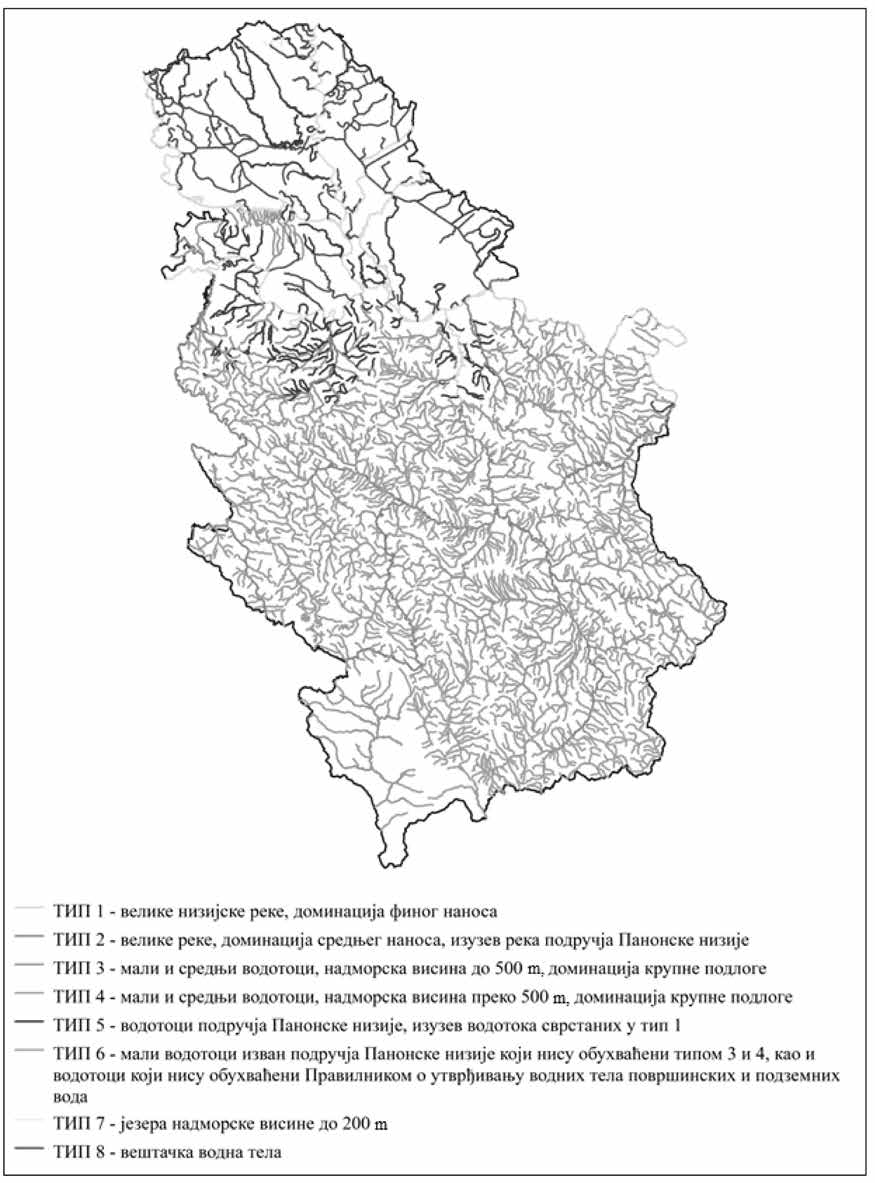 ТИП 1 - велике низијске реке, доминација финог наноса
ТИП 2 - велике реке, доминација средњег наноса, изузев река подручја Панонске низије
ТИП 3 - мали и средњи водотоци, надморска висина до 500 m, доминација крупне подлоге
ТИП 4 - мали и средњи водотоци, надморска висина преко 500 m, доминација крупне подлоге
ТИП 5 - водотоци подручја Панонске низије, изузев водотока сврстаних у тип 1
ТИП 6 - мали водотоци изван подручја Панонске низије који нису обухваћени типом 3 и 4, као и
водотоци који нису обухваћени Правилником о утврђивању водних тела површинских и подземних
вода
ТИП 7 - језера надморске висине до 200 m
ТИП 8 - вештачка водна тела